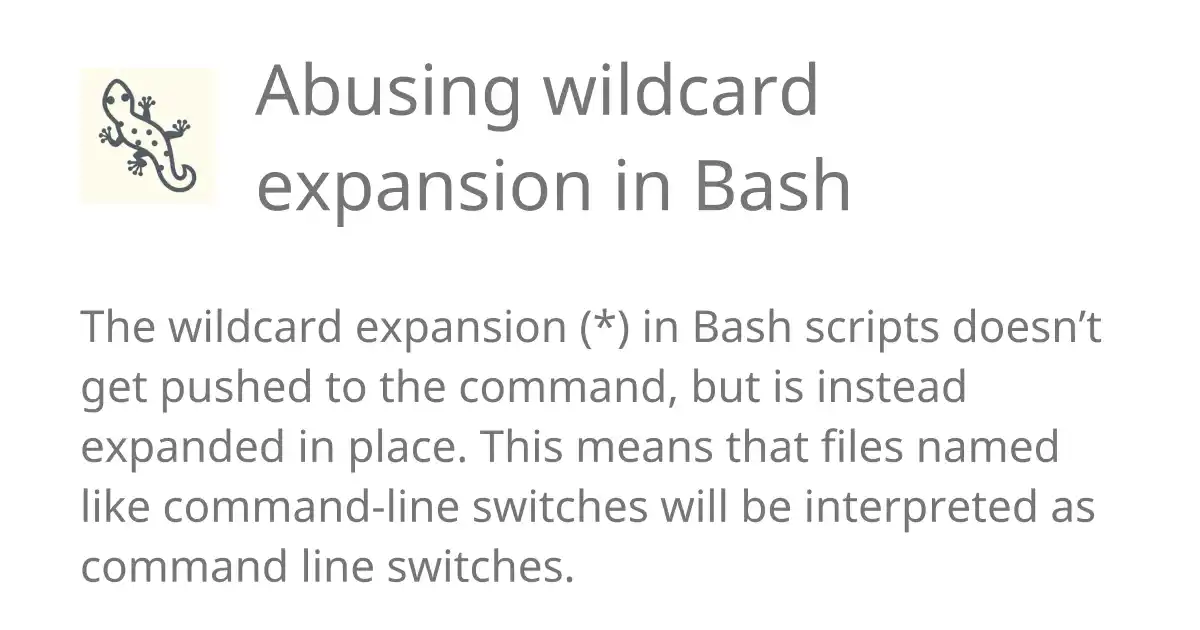 Abusing wildcard
expansion in Bash
The wildcard expansion (*) in Bash scripts doesn’t
get pushed to the command, but is instead
expanded in place. This means that files named
like command-line switches will be interpreted as
command line switches.